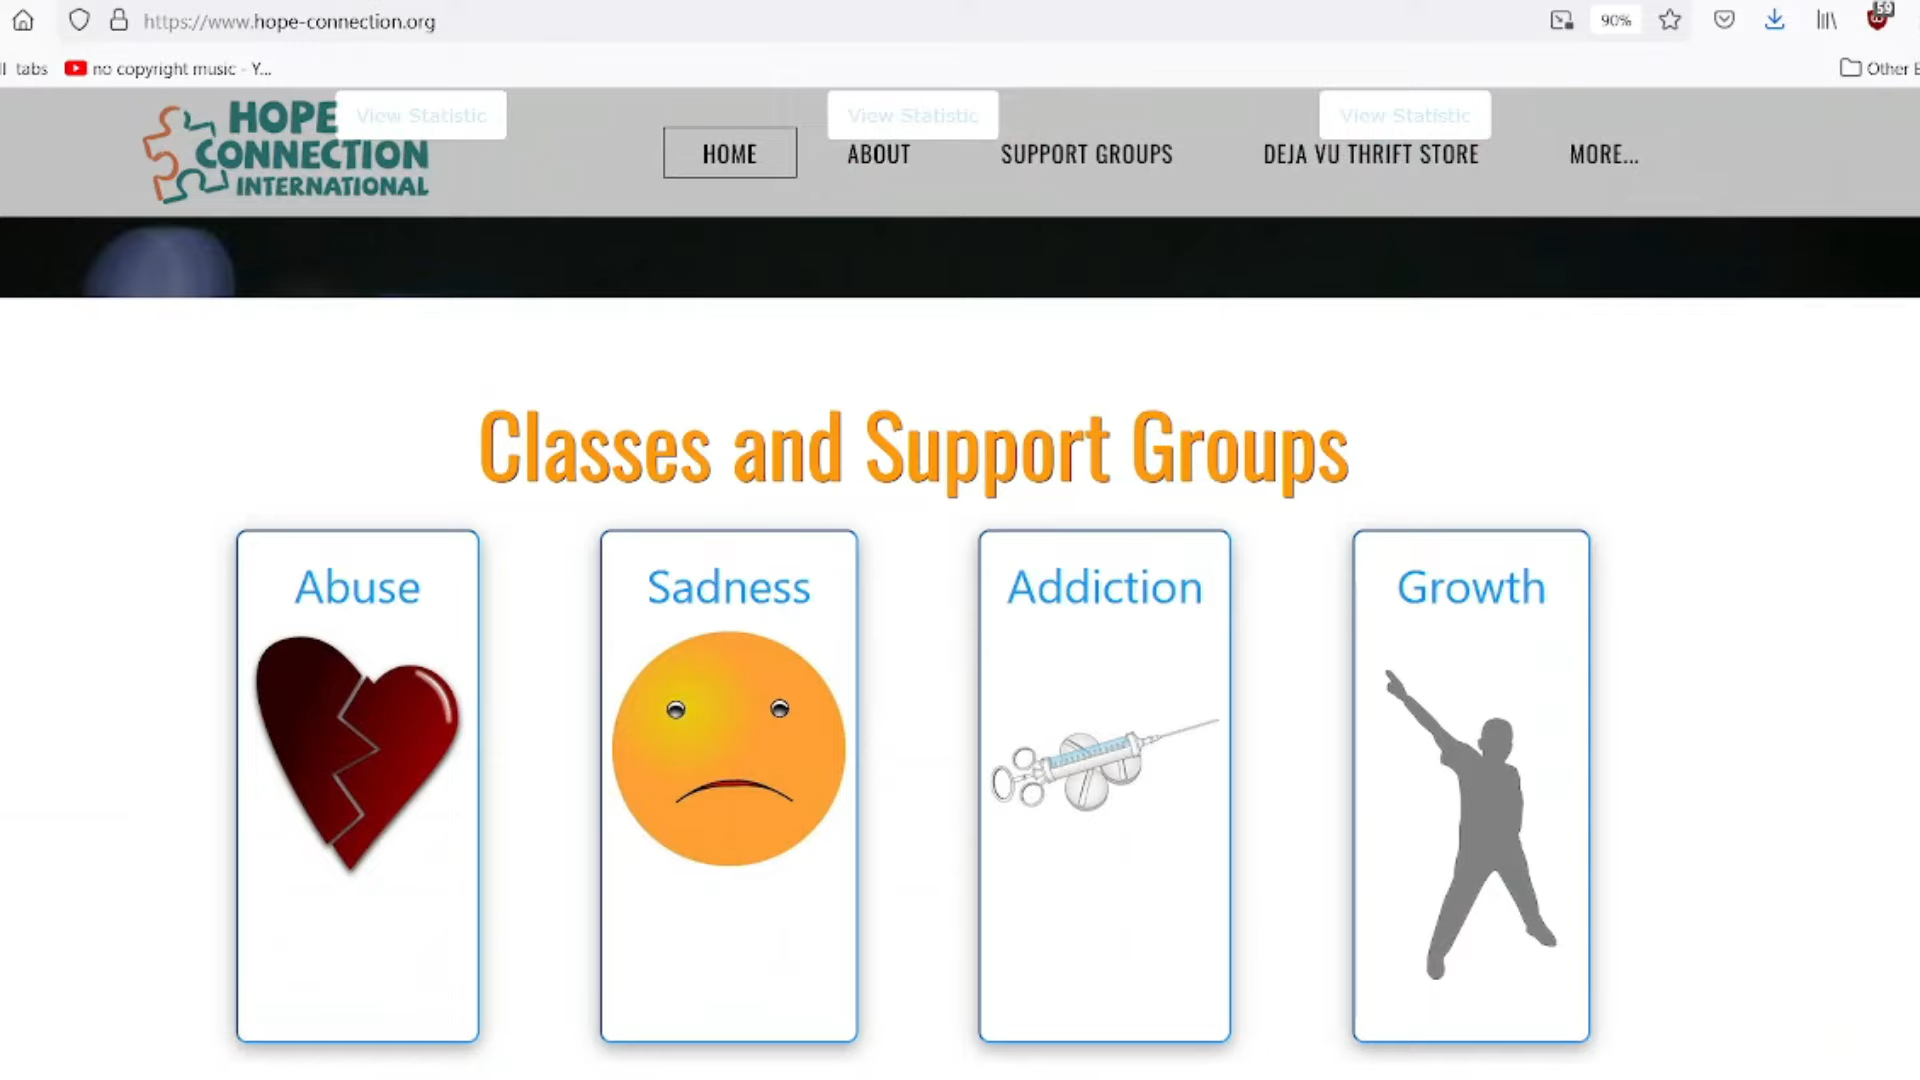 https://www.hope-connection.org
90%
59
tabs
no copyright music - Y...
Other
HOPE
CONNECTION
INTERNATIONAL
View Statistic
View Statistic
View Statistic
HOME
ABOUT
SUPPORT GROUPS
DEJA VU THRIFT STORE
MORE...
Classes and Support Groups
Abuse
Sadness
Addiction
Growth